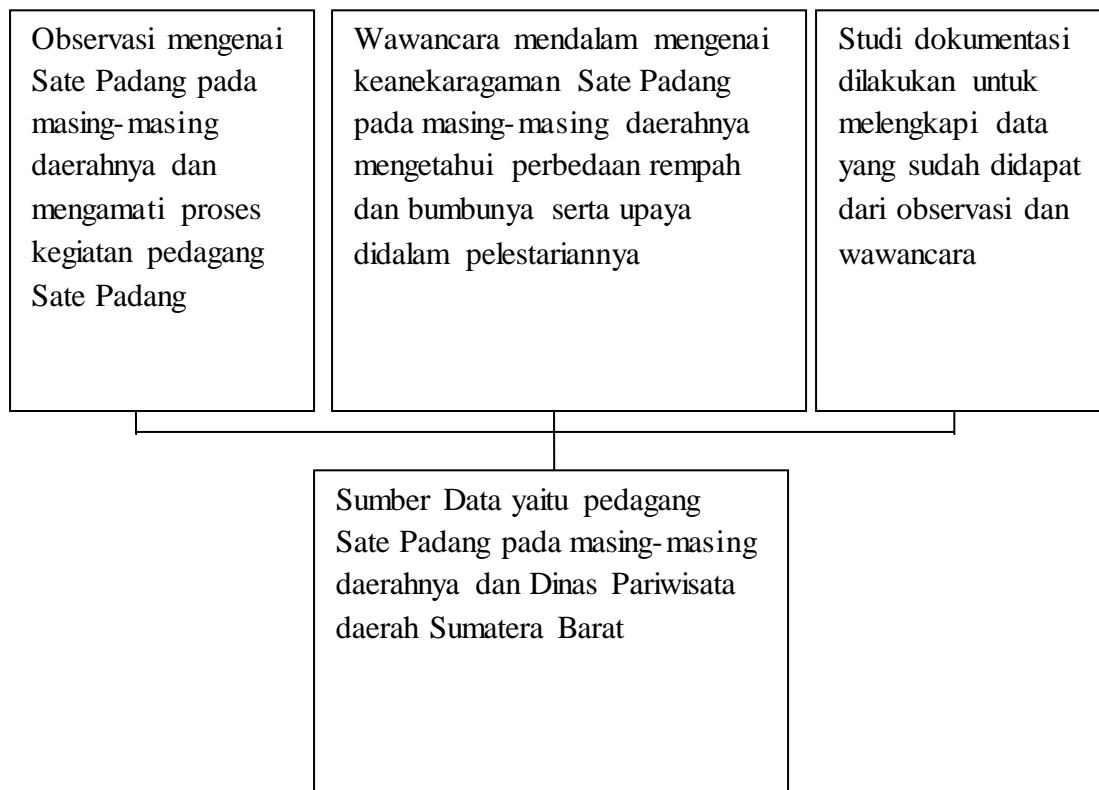 Observasi mengenai
Sate Padang pada
masing-masing
daerahnya dan
mengamati proses
kegiatan pedagang
Sate Padang
Wawancara mendalam mengenai
keanekaragaman Sate Padang
pada masing-masing daerahnya
mengetahui perbedaan rempah
dan bumbunya serta upaya
didalam pelestariannya
Studi dokumentasi
dilakukan untuk
melengkapi data
yang sudah didapat
dari observasi dan
wawancara
Sumber Data yaitu pedagang
Sate Padang pada masing-masing
daerahnya dan Dinas Pariwisata
daerah Sumatera Barat